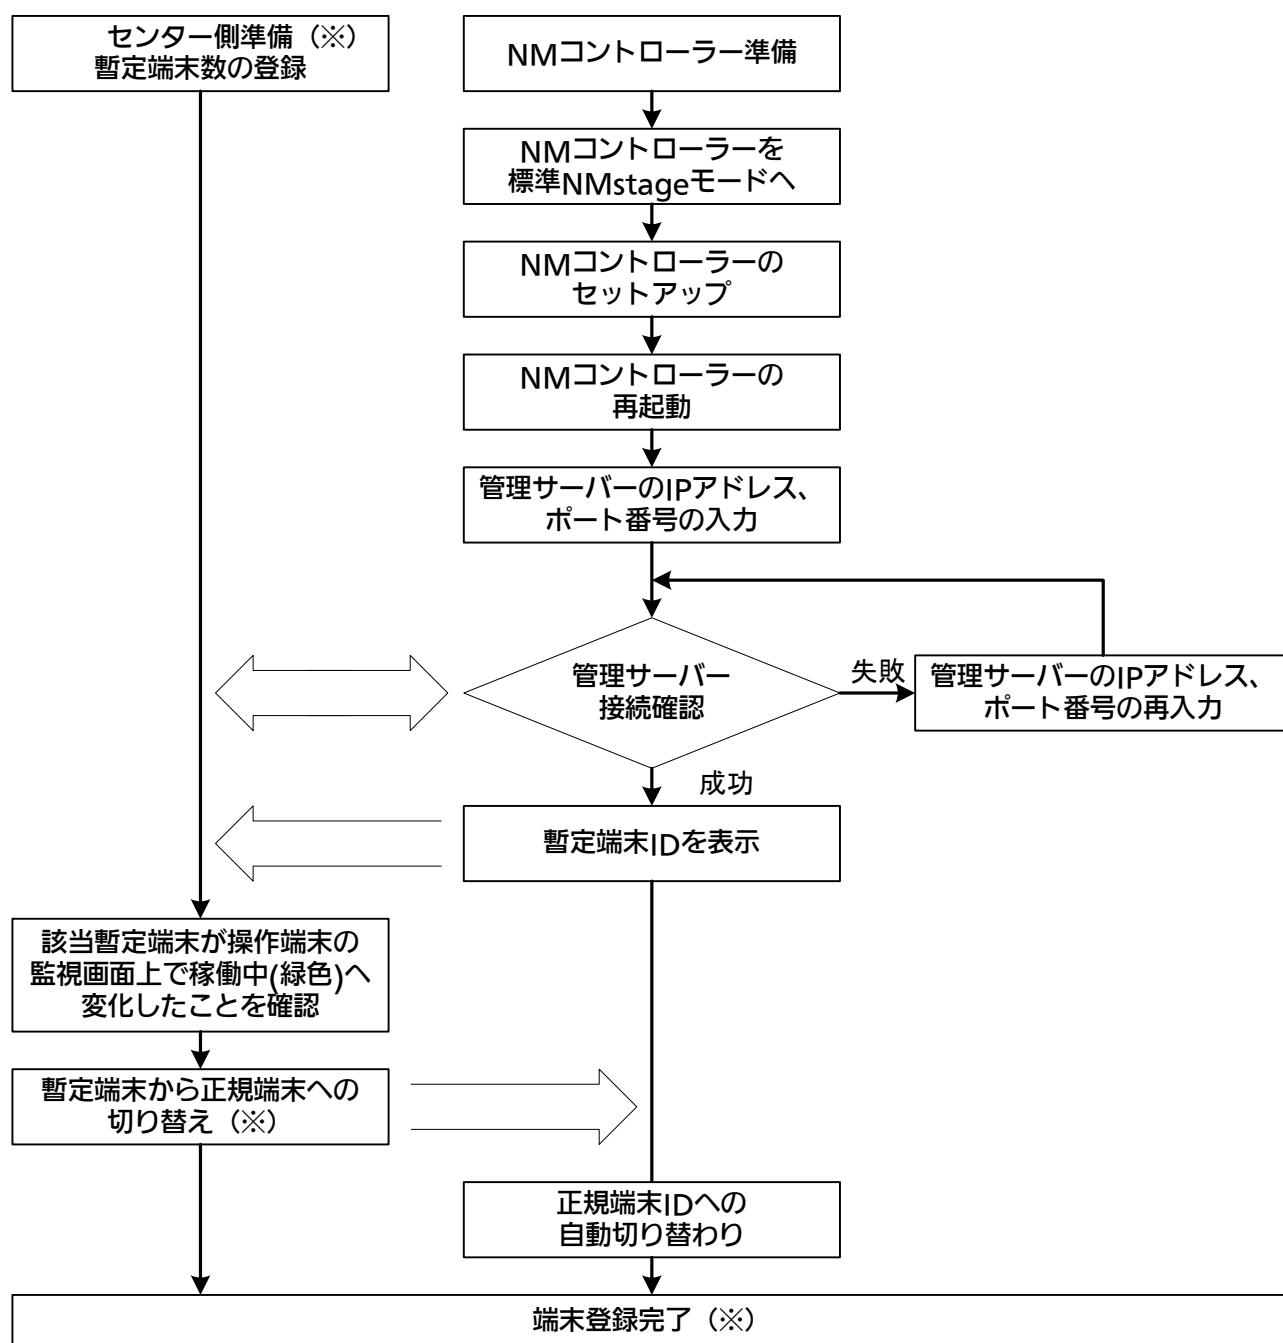 センター側準備（※）
暫定端末数の登録
NMコントローラー準備
NMコントローラーを
標準NMstageモードへ
NMコントローラーの
セットアップ
NMコントローラーの
再起動
管理サーバーのIPアドレス、
ポート番号の入力
管理サーバー
接続確認
失敗
管理サーバーのIPアドレス、
ポート番号の再入力
成功
暫定端末IDを表示
該当暫定端末が操作端末の
監視画面上で稼働中(緑色)へ
変化したことを確認
暫定端末から正規端末への
切り替え（※）
正規端末IDへの
自動切り替わり
端末登録完了（※）